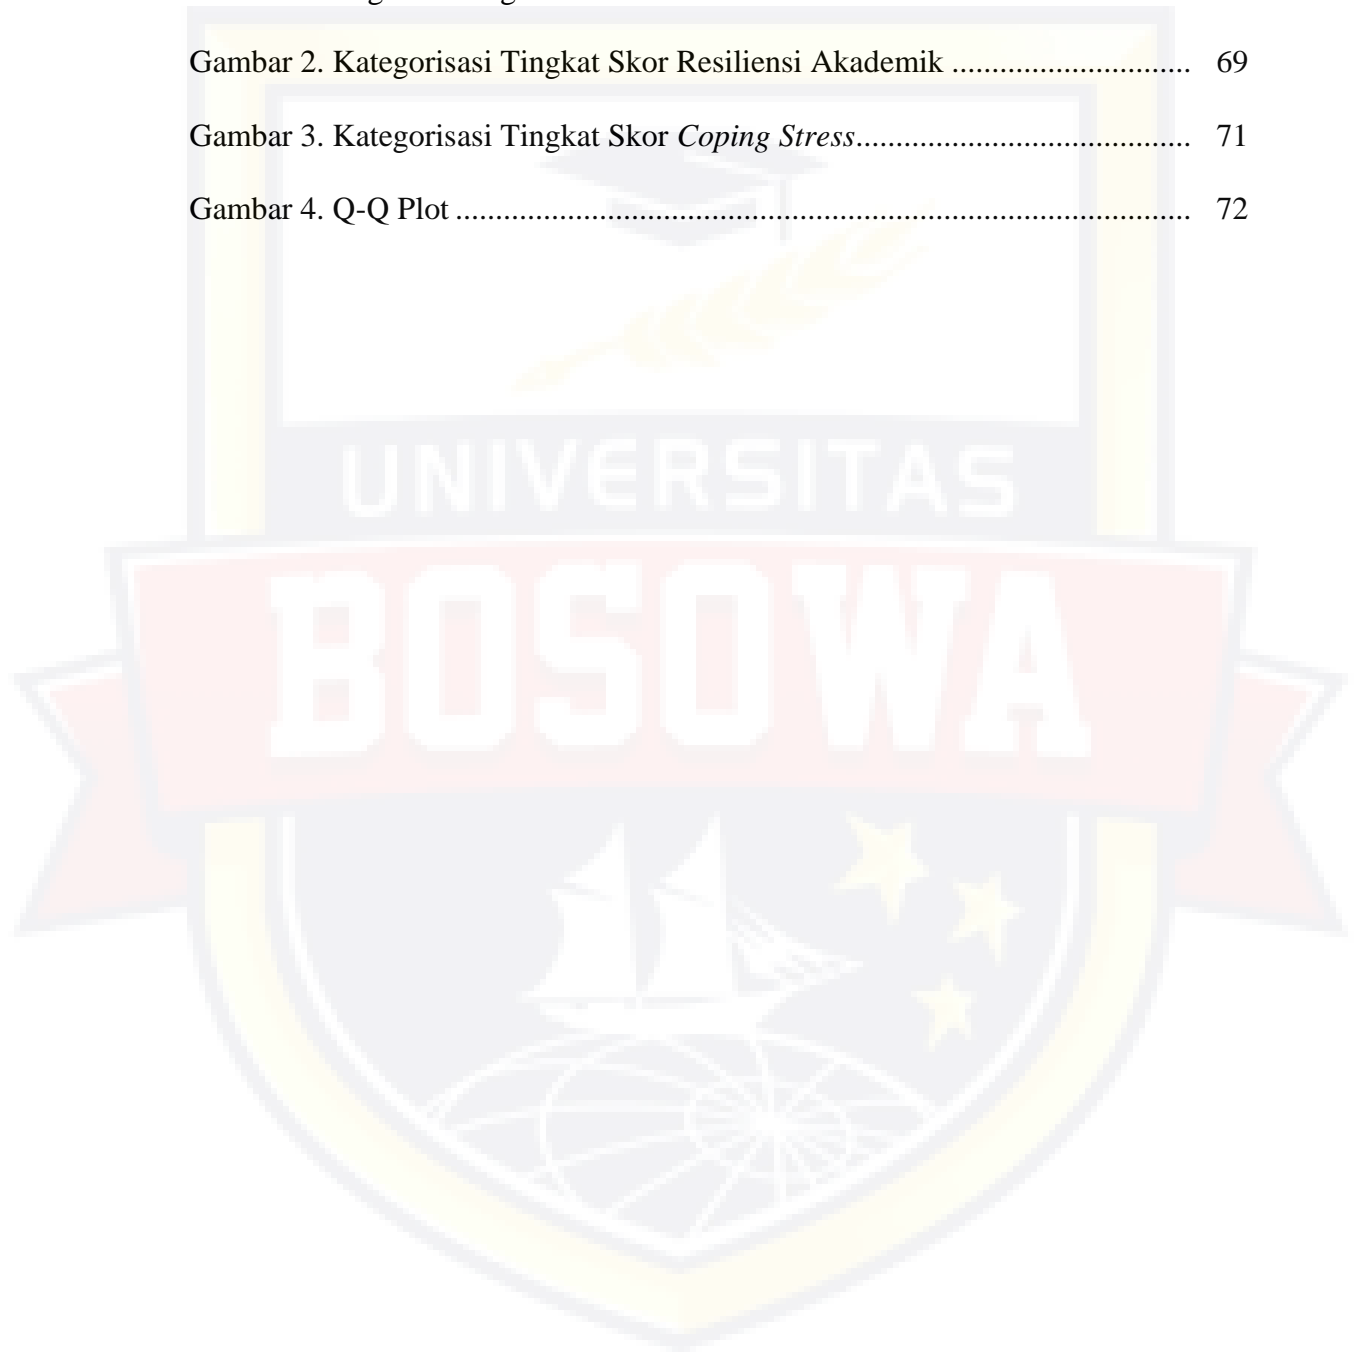 Gambar 2. Kategorisasi Tingkat Skor Resiliensi Akademik .............................. 69
Gambar 3. Kategorisasi Tingkat Skor Coping Stress.......................................... 71
Gambar 4. Q-Q Plot ............................................................................................ 72
UNIVERSITAS
BOSOWA